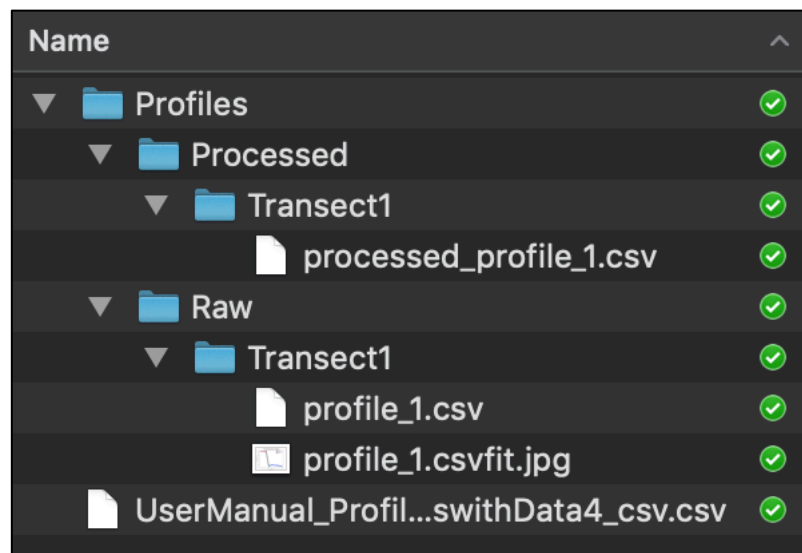 Name
Profiles
Processed
Transect1
processed_profile_1.csv
Raw
Transect1
profile_1.csv
profile_1.csvfit.jpg
UserManual_Profil...swithData4_csv.csv